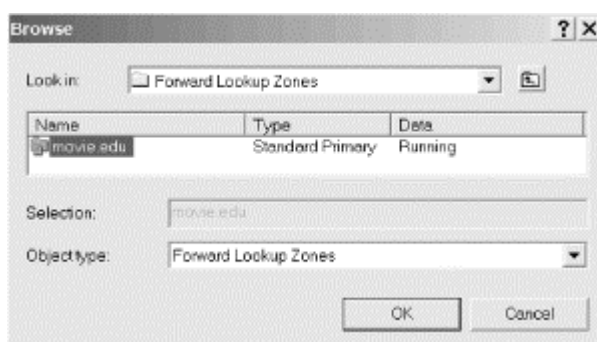 Browse ? X
Look in: Forward Lookup Zones
Name Type Data
movie.edu Standard Primary Running
Selection: movie.edu
Object type: Forward Lookup Zones
OK Cancel